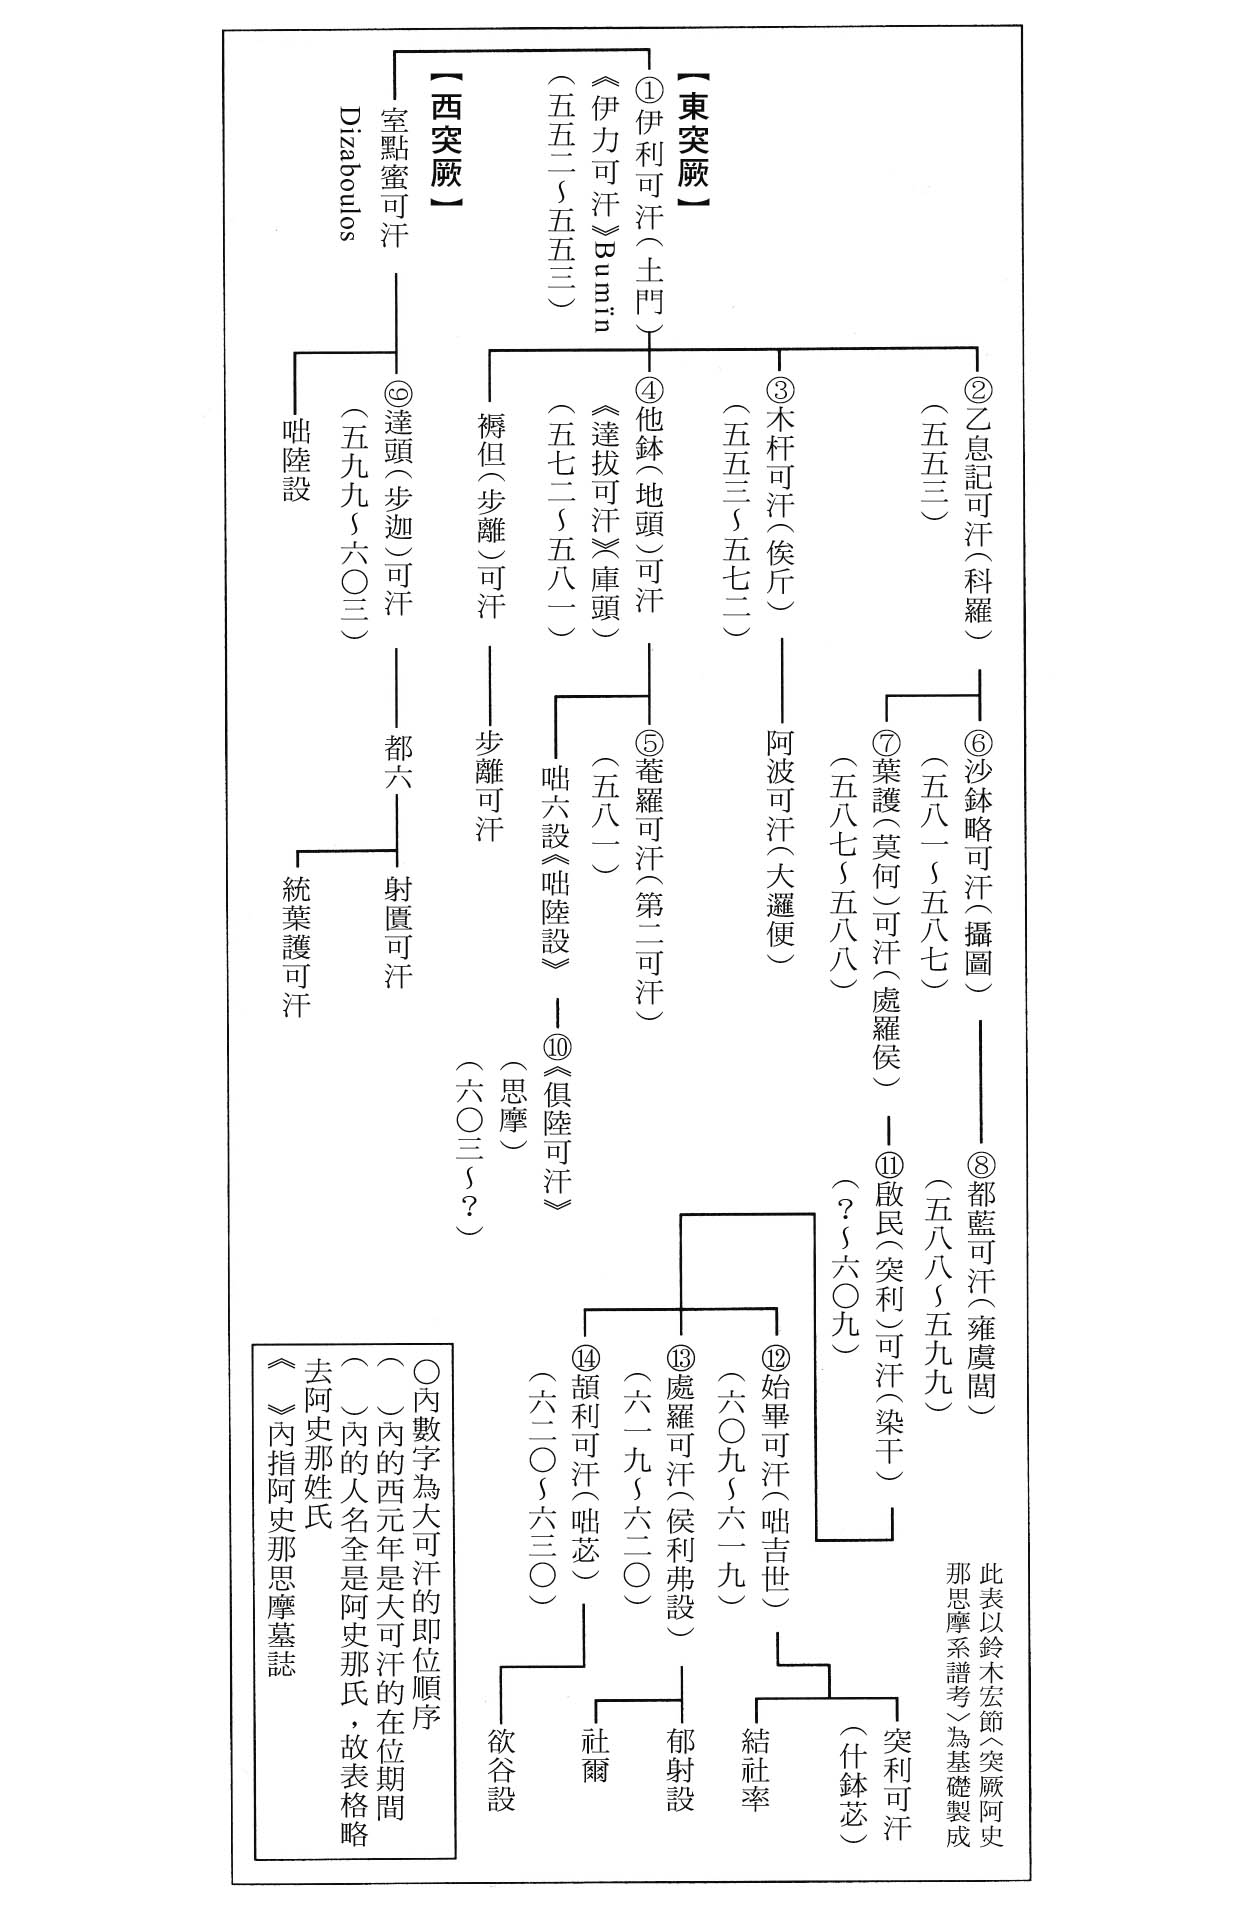 【東突厥】
①伊利可汗（土門）
《伊力可汗》Bumïn
（五五二～五五三）
【西突厥】
室點蜜可汗
Dizaboulos
②乙息記可汗（科羅）
（五五三）
③木杆可汗（俟斤）
（五五三～五七二）
④他鉢（地頭）可汗
《達拔可汗》（庫頭）
（五七二～五八一）
褥但（步離）可汗
⑨達頭（步迦）可汗
（五九九～六〇三）
咄陸設
⑥沙鉢略可汗（攝圖）
（五八一～五八七）
⑦葉護（莫何）可汗（處羅侯）
（五八七～五八八）
阿波可汗（大邏便）
⑤菴羅可汗（第二可汗）
（五八一）
咄六設《咄陸設》
步離可汗
都六
射匱可汗
統葉護可汗
⑧都藍可汗（雍虞閭）
（五八八～五九九）
⑪啟民（突利）可汗（染干）
（？～六〇九）
⑩《俱陸可汗》
（思摩）
（六〇三～？）
⑫始畢可汗（咄吉世）
（六〇九～六一九）
⑬處羅可汗（侯利弗設）
（六一九～六二〇）
⑭頡利可汗（咄苾）
（六二〇～六三〇）
突利可汗
（什鉢苾）
結社率
郁射設
社爾
欲谷設
此表以鈴木宏節〈突厥阿史
那思摩系譜考〉為基礎製成
〇內數字為大可汗的即位順序
（ ）內的西元年是大可汗的在位期間
（ ）內的人名全是阿史那氏，故表格略
去阿史那姓氏
《 》內指阿史那思摩墓誌